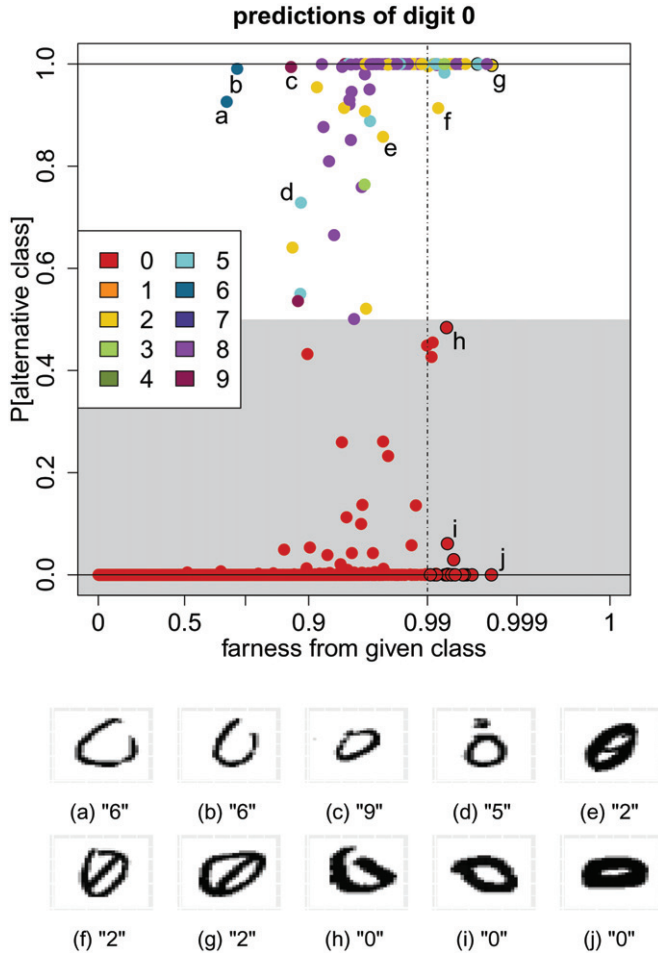 predictions of digit 0
P[alternative class]
1.0
0.8
0.6
0.4
0.2
0.0
a
b
c
d
e
f
g
h
i
j
0 5
1 6
2 7
3 8
4 9
0 0.5 0.9 0.99 0.999 1
farness from given class
(a) "6" (b) "6" (c) "9" (d) "5" (e) "2"
(f) "2" (g) "2" (h) "0" (i) "0" (j) "0"